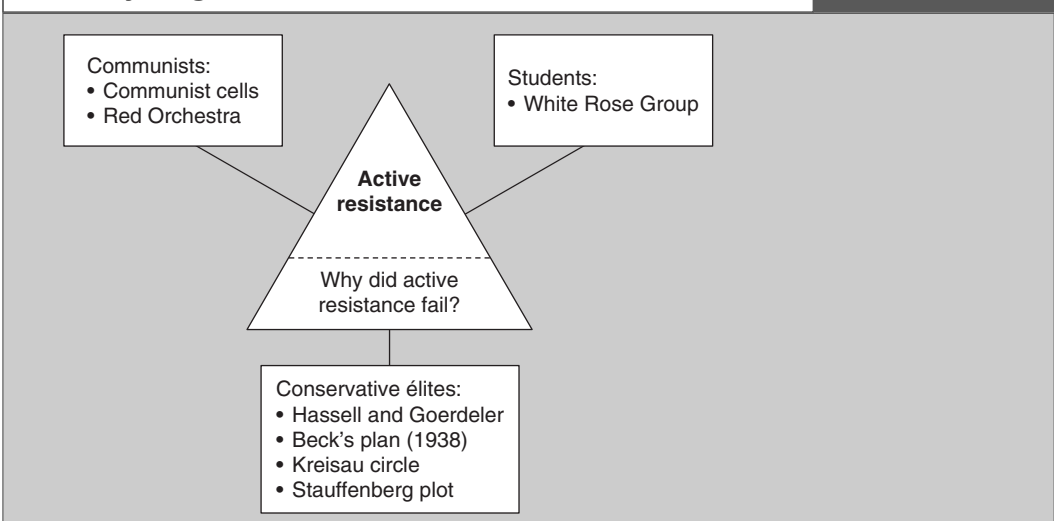 Communists:
• Communist cells
• Red Orchestra
Students:
• White Rose Group
Active
resistance
Why did active
resistance fail?
Conservative élites:
• Hassell and Goerdeler
• Beck's plan (1938)
• Kreisau circle
• Stauffenberg plot